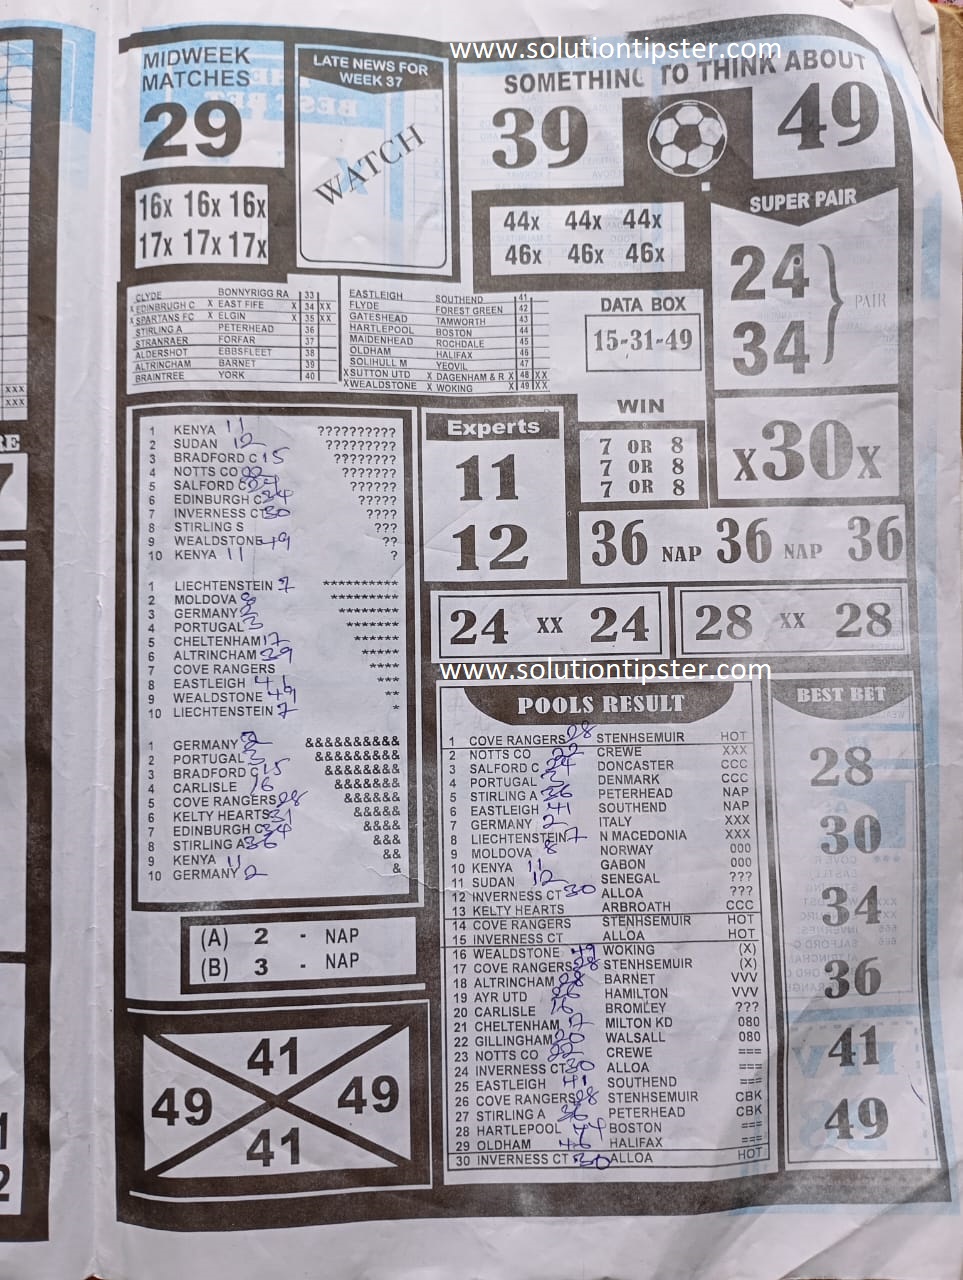 www.solutiontipster.com
MIDWEEK
MATCHES
29
LATE NEWS FOR
WEEK 37
WATCH
SOMETHING TO THINK ABOUT
39 49
16x 16x 16x
17x 17x 17x
44x 44x 44x
46x 46x 46x
SUPER PAIR
24
34
PAIR
CLYDE BONNYRIGG RA 33
X EDINBRUGH C X EAST FIFE X 34 XX
X SPARTANS FC X ELGIN X 35 XX
STIRLING A PETERHEAD 36
STRANRAER FORFAR 37
ALDERSHOT EBBSFLEET 38
ALTRINCHAM BARNET 39
BRAINTREE YORK 40
EASTLEIGH SOUTHEND 41
FLYDE FOREST GREEN 42
GATESHEAD TAMWORTH 43
HARTLEPOOL BOSTON 44
MAIDENHEAD ROCHDALE 45
OLDHAM HALIFAX 46
SOLIHULL M YEOVIL 47
X SUTTON UTD X DAGENHAM & R X 48 XX
X WEALDSTONE X WOKING X 49 XX
DATA BOX
15-31-49
WIN
7 OR 8
7 OR 8
7 OR 8
X30X
Experts
11
12
36 NAP 36 NAP 36
24 XX 24
28 XX 28
1 KENYA 11 ??????????
2 SUDAN 12 ?????????
3 BRADFORD C 15 ????????
4 NOTTS CO 22 ???????
5 SALFORD C 24 ??????
6 EDINBURGH C 34 ?????
7 INVERNESS CT 30 ????
8 STIRLING S ???
9 WEALDSTONE 49 ??
10 KENYA 11 ?
1 LIECHTENSTEIN 7 **********
2 MOLDOVA 8 *********
3 GERMANY 2 ********
4 PORTUGAL 3 *******
5 CHELTENHAM 17 ******
6 ALTRINCHAM 39 *****
7 COVE RANGERS ****
8 EASTLEIGH 41 ***
9 WEALDSTONE 49 **
10 LIECHTENSTEIN 7 *
1 GERMANY 2 &&&&&&&&&&
2 PORTUGAL 3 &&&&&&&&&
3 BRADFORD C 15 &&&&&&&&
4 CARLISLE 16 &&&&&&&
5 COVE RANGERS 28 &&&&&&
6 KELTY HEARTS 31 &&&&&
7 EDINBURGH C 34 &&&&
8 STIRLING A 36 &&&
9 KENYA 11 &&
10 GERMANY 2 &
(A) 2 - NAP
(B) 3 - NAP
41
49 49
41
www.solutiontipster.com
POOLS RESULT
1 COVE RANGERS 28 STENHSEMUIR HOT
2 NOTTS CO 22 CREWE XXX
3 SALFORD C 24 DONCASTER CCC
4 PORTUGAL 3 DENMARK CCC
5 STIRLING A 36 PETERHEAD NAP
6 EASTLEIGH 41 SOUTHEND NAP
7 GERMANY 2 ITALY XXX
8 LIECHTENSTEIN 7 N MACEDONIA XXX
9 MOLDOVA 8 NORWAY 000
10 KENYA 11 GABON 000
11 SUDAN 12 SENEGAL ???
12 INVERNESS CT 30 ALLOA ???
13 KELTY HEARTS ARBROATH CCC
14 COVE RANGERS STENHSEMUIR HOT
15 INVERNESS CT ALLOA HOT
16 WEALDSTONE 49 WOKING (X)
17 COVE RANGERS 28 STENHSEMUIR (X)
18 ALTRINCHAM BARNET VVV
19 AYR UTD HAMILTON VVV
20 CARLISLE 16 BROMLEY ???
21 CHELTENHAM 17 MILTON KD 080
22 GILLINGHAM 20 WALSALL 080
23 NOTTS CO 22 CREWE ===
24 INVERNESS CT 30 ALLOA ===
25 EASTLEIGH 41 SOUTHEND ===
26 COVE RANGERS 28 STENHSEMUIR CBK
27 STIRLING A 36 PETERHEAD CBK
28 HARTLEPOOL 44 BOSTON ===
29 OLDHAM 46 HALIFAX ===
30 INVERNESS CT 30 ALLOA HOT
BEST BET
28
30
34
36
41
49